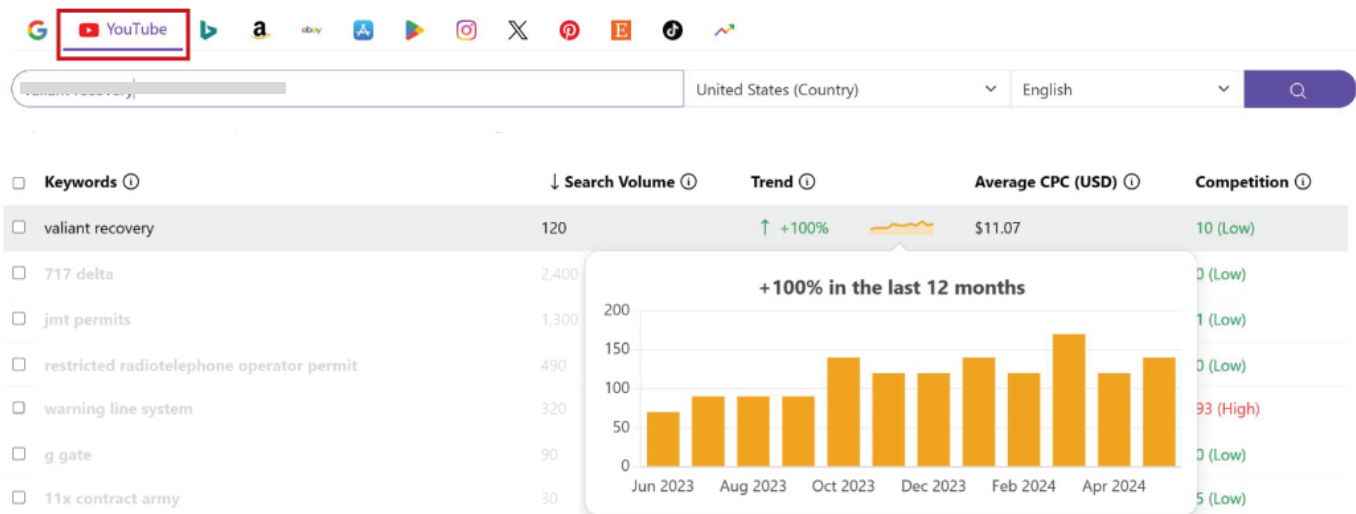 YouTube
a
ebay
E
valiant recovery
United States (Country)
English
Keywords
↓ Search Volume
Trend
Average CPC (USD)
Competition
valiant recovery 120 ↑ +100% $11.07 10 (Low)
717 delta 2,400 0 (Low)
jmt permits 1,300 1 (Low)
restricted radiotelephone operator permit 490 0 (Low)
warning line system 320 93 (High)
g gate 90 0 (Low)
11x contract army 30 5 (Low)
+100% in the last 12 months
200
150
100
50
0
Jun 2023 Aug 2023 Oct 2023 Dec 2023 Feb 2024 Apr 2024